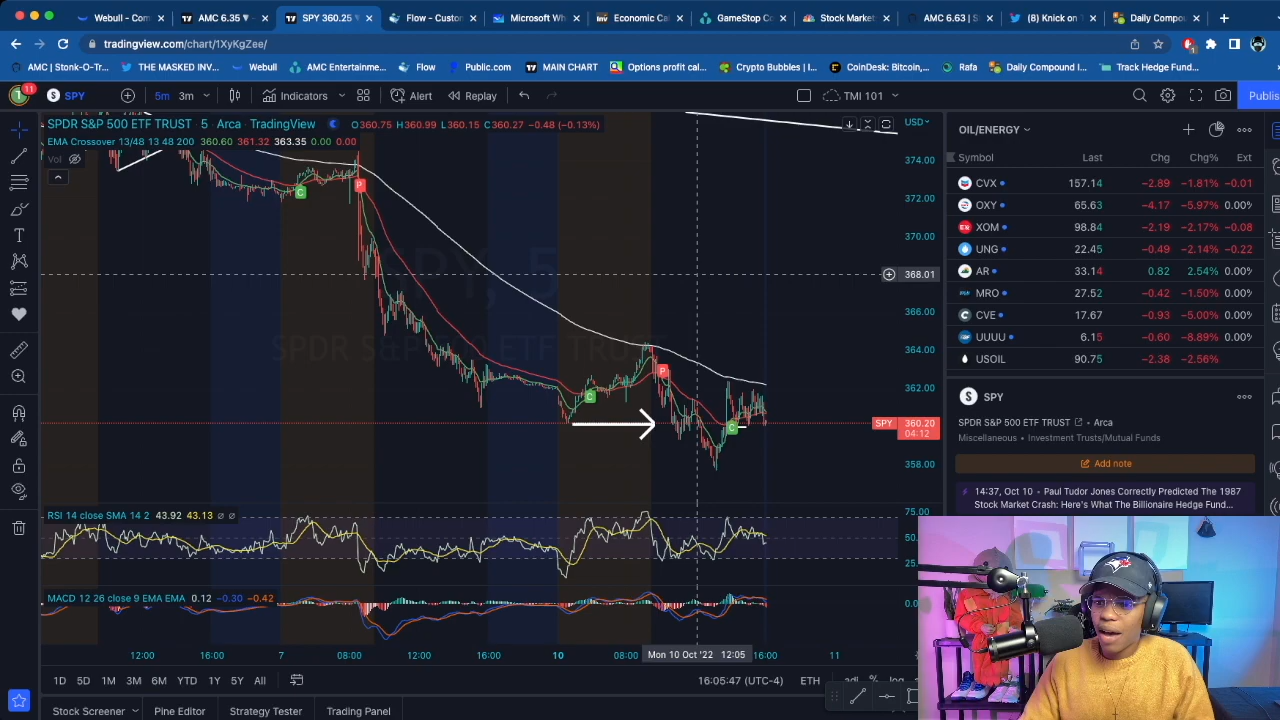 Webull - Com
AMC 6.35
SPY 360.25
Flow - Custom
Microsoft Wh
Economic Cal
GameStop Co
Stock Market
AMC 6.63 |
(8) Knick on T
Daily Compou
tradingview.com/chart/1XyKgZee/
AMC | Stonk-O-Tr...
THE MASKED INV...
Webull
AMC Entertainme...
Flow
Public.com
MAIN CHART
Options profit cal...
Crypto Bubbles | I...
CoinDesk: Bitcoin,...
Rafa
Daily Compound I...
Track Hedge Fund...
11
SPY
5m 3m
Indicators
Alert
Replay
TMI 101
Publis
SPDR S&P 500 ETF TRUST · 5 · Arca · TradingView
O360.75 H360.99 L360.15 C360.27 −0.48 (−0.13%)
EMA Crossover 13/48 13 48 200 360.60 361.32 363.35 0.00 0.00
Vol
USD
374.00
372.00
370.00
368.01
366.00
364.00
362.00
SPY 360.20
04:12
358.00
SPY, 5
SPDR S&P 500 ETF TRUST
C
P
C
P
C
RSI 14 close SMA 14 2 43.92 43.13
75.00
50.
25.
MACD 12 26 close 9 EMA EMA 0.12 −0.30 −0.42
0.0
12:00
16:00
7
08:00
12:00
16:00
10
08:00
Mon 10 Oct '22 12:05
16:00
11
1D 5D 1M 3M 6M YTD 1Y 5Y All
16:05:47 (UTC-4)
ETH
Stock Screener
Pine Editor
Strategy Tester
Trading Panel
OIL/ENERGY
Symbol Last Chg Chg% Ext
CVX 157.14 −2.89 −1.81% −0.01
OXY 65.63 −4.17 −5.97% 0.00%
XOM 98.84 −2.19 −2.17% −0.08
UNG 22.45 −0.49 −2.14% −0.22
AR 33.14 0.82 2.54% 0.00%
MRO 27.52 −0.42 −1.50% 0.00%
CVE 17.67 −0.93 −5.00% 0.00%
UUUU 6.15 −0.60 −8.89% 0.00%
USOIL 90.75 −2.38 −2.56%
S SPY
SPDR S&P 500 ETF TRUST · Arca
Miscellaneous · Investment Trusts/Mutual Funds
Add note
14:37, Oct 10 · Paul Tudor Jones Correctly Predicted The 1987
Stock Market Crash: Here's What The Billionaire Hedge Fund...